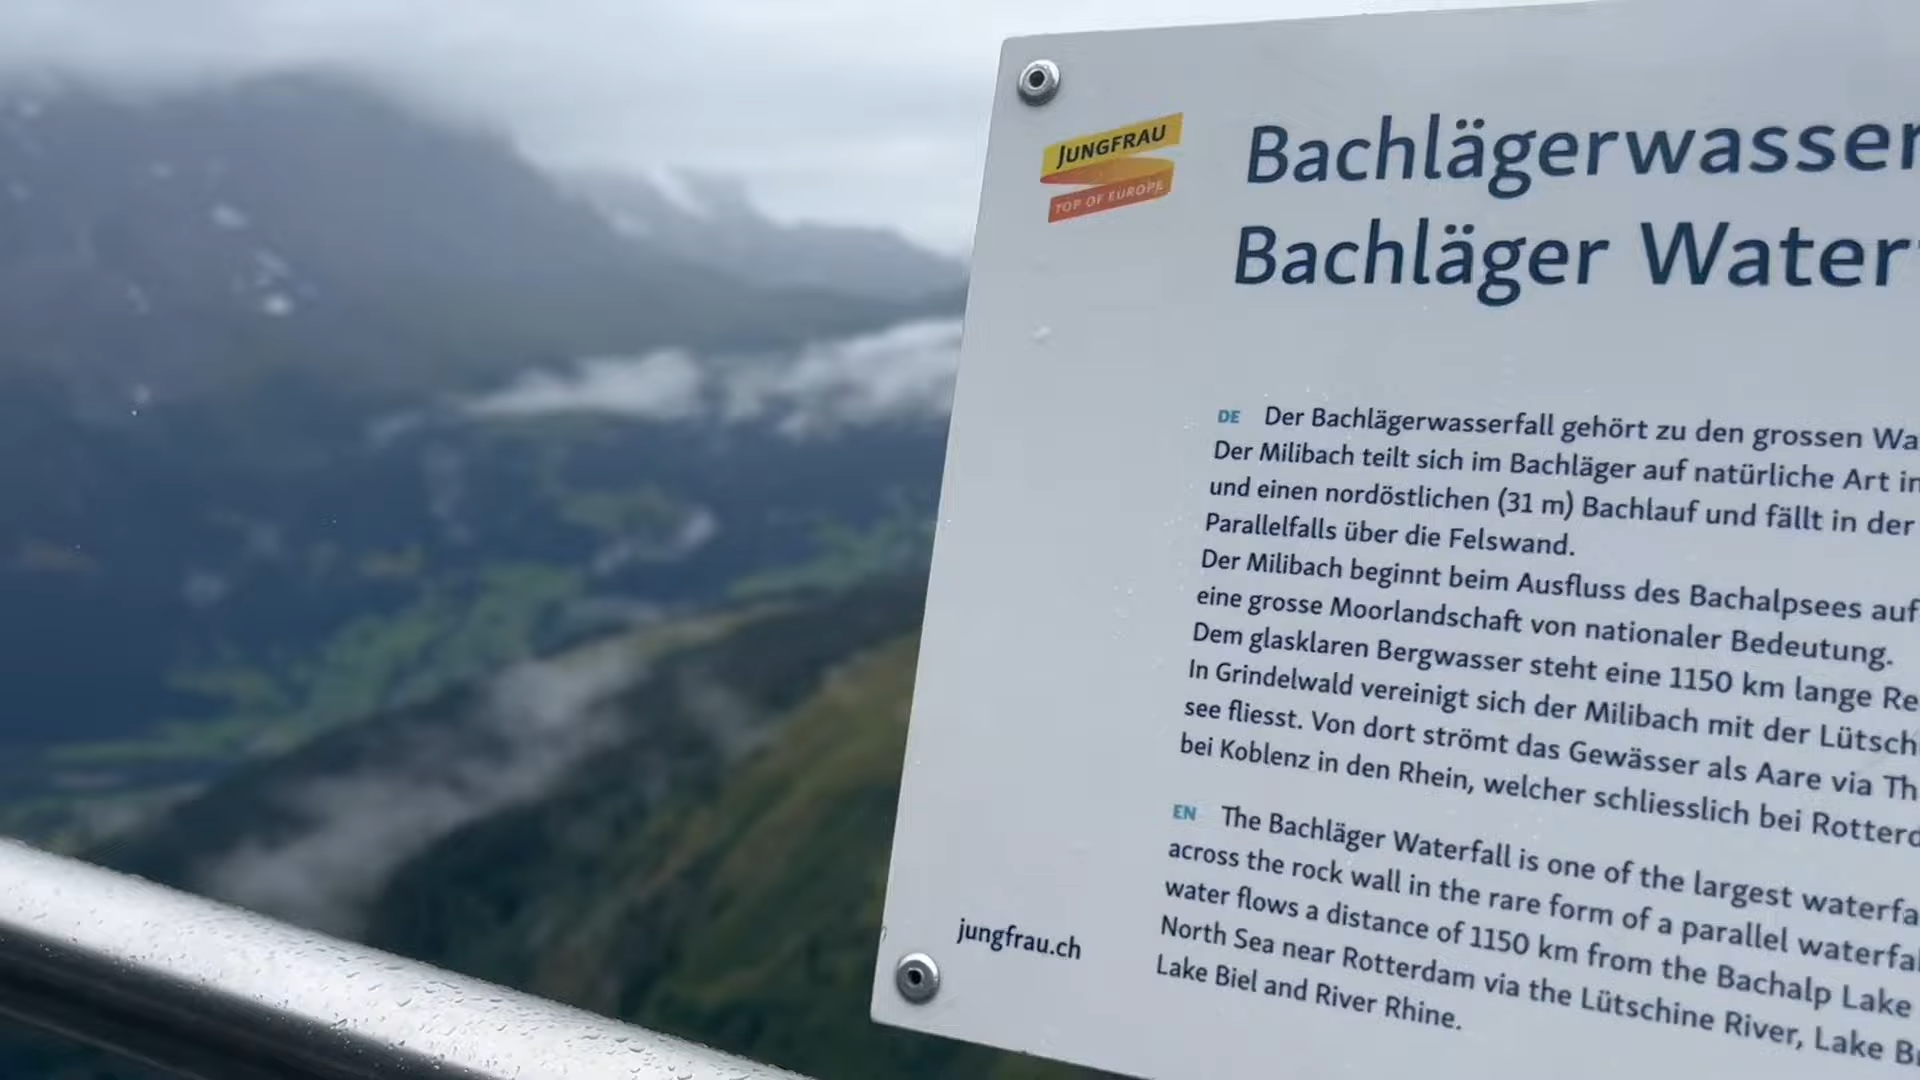 JUNGFRAU
TOP OF EUROPE
Bachlägerwasser
Bachläger Water
DE Der Bachlägerwasserfall gehört zu den grossen Wa
Der Milibach teilt sich im Bachläger auf natürliche Art in
und einen nordöstlichen (31 m) Bachlauf und fällt in der
Parallelfalls über die Felswand.
Der Milibach beginnt beim Ausfluss des Bachalpsees auf
eine grosse Moorlandschaft von nationaler Bedeutung.
Dem glasklaren Bergwasser steht eine 1150 km lange Re
In Grindelwald vereinigt sich der Milibach mit der Lütsch
see fliesst. Von dort strömt das Gewässer als Aare via Th
bei Koblenz in den Rhein, welcher schliesslich bei Rotterd
EN The Bachläger Waterfall is one of the largest waterfa
across the rock wall in the rare form of a parallel waterfal
water flows a distance of 1150 km from the Bachalp Lake
North Sea near Rotterdam via the Lütschine River, Lake Br
Lake Biel and River Rhine.
jungfrau.ch